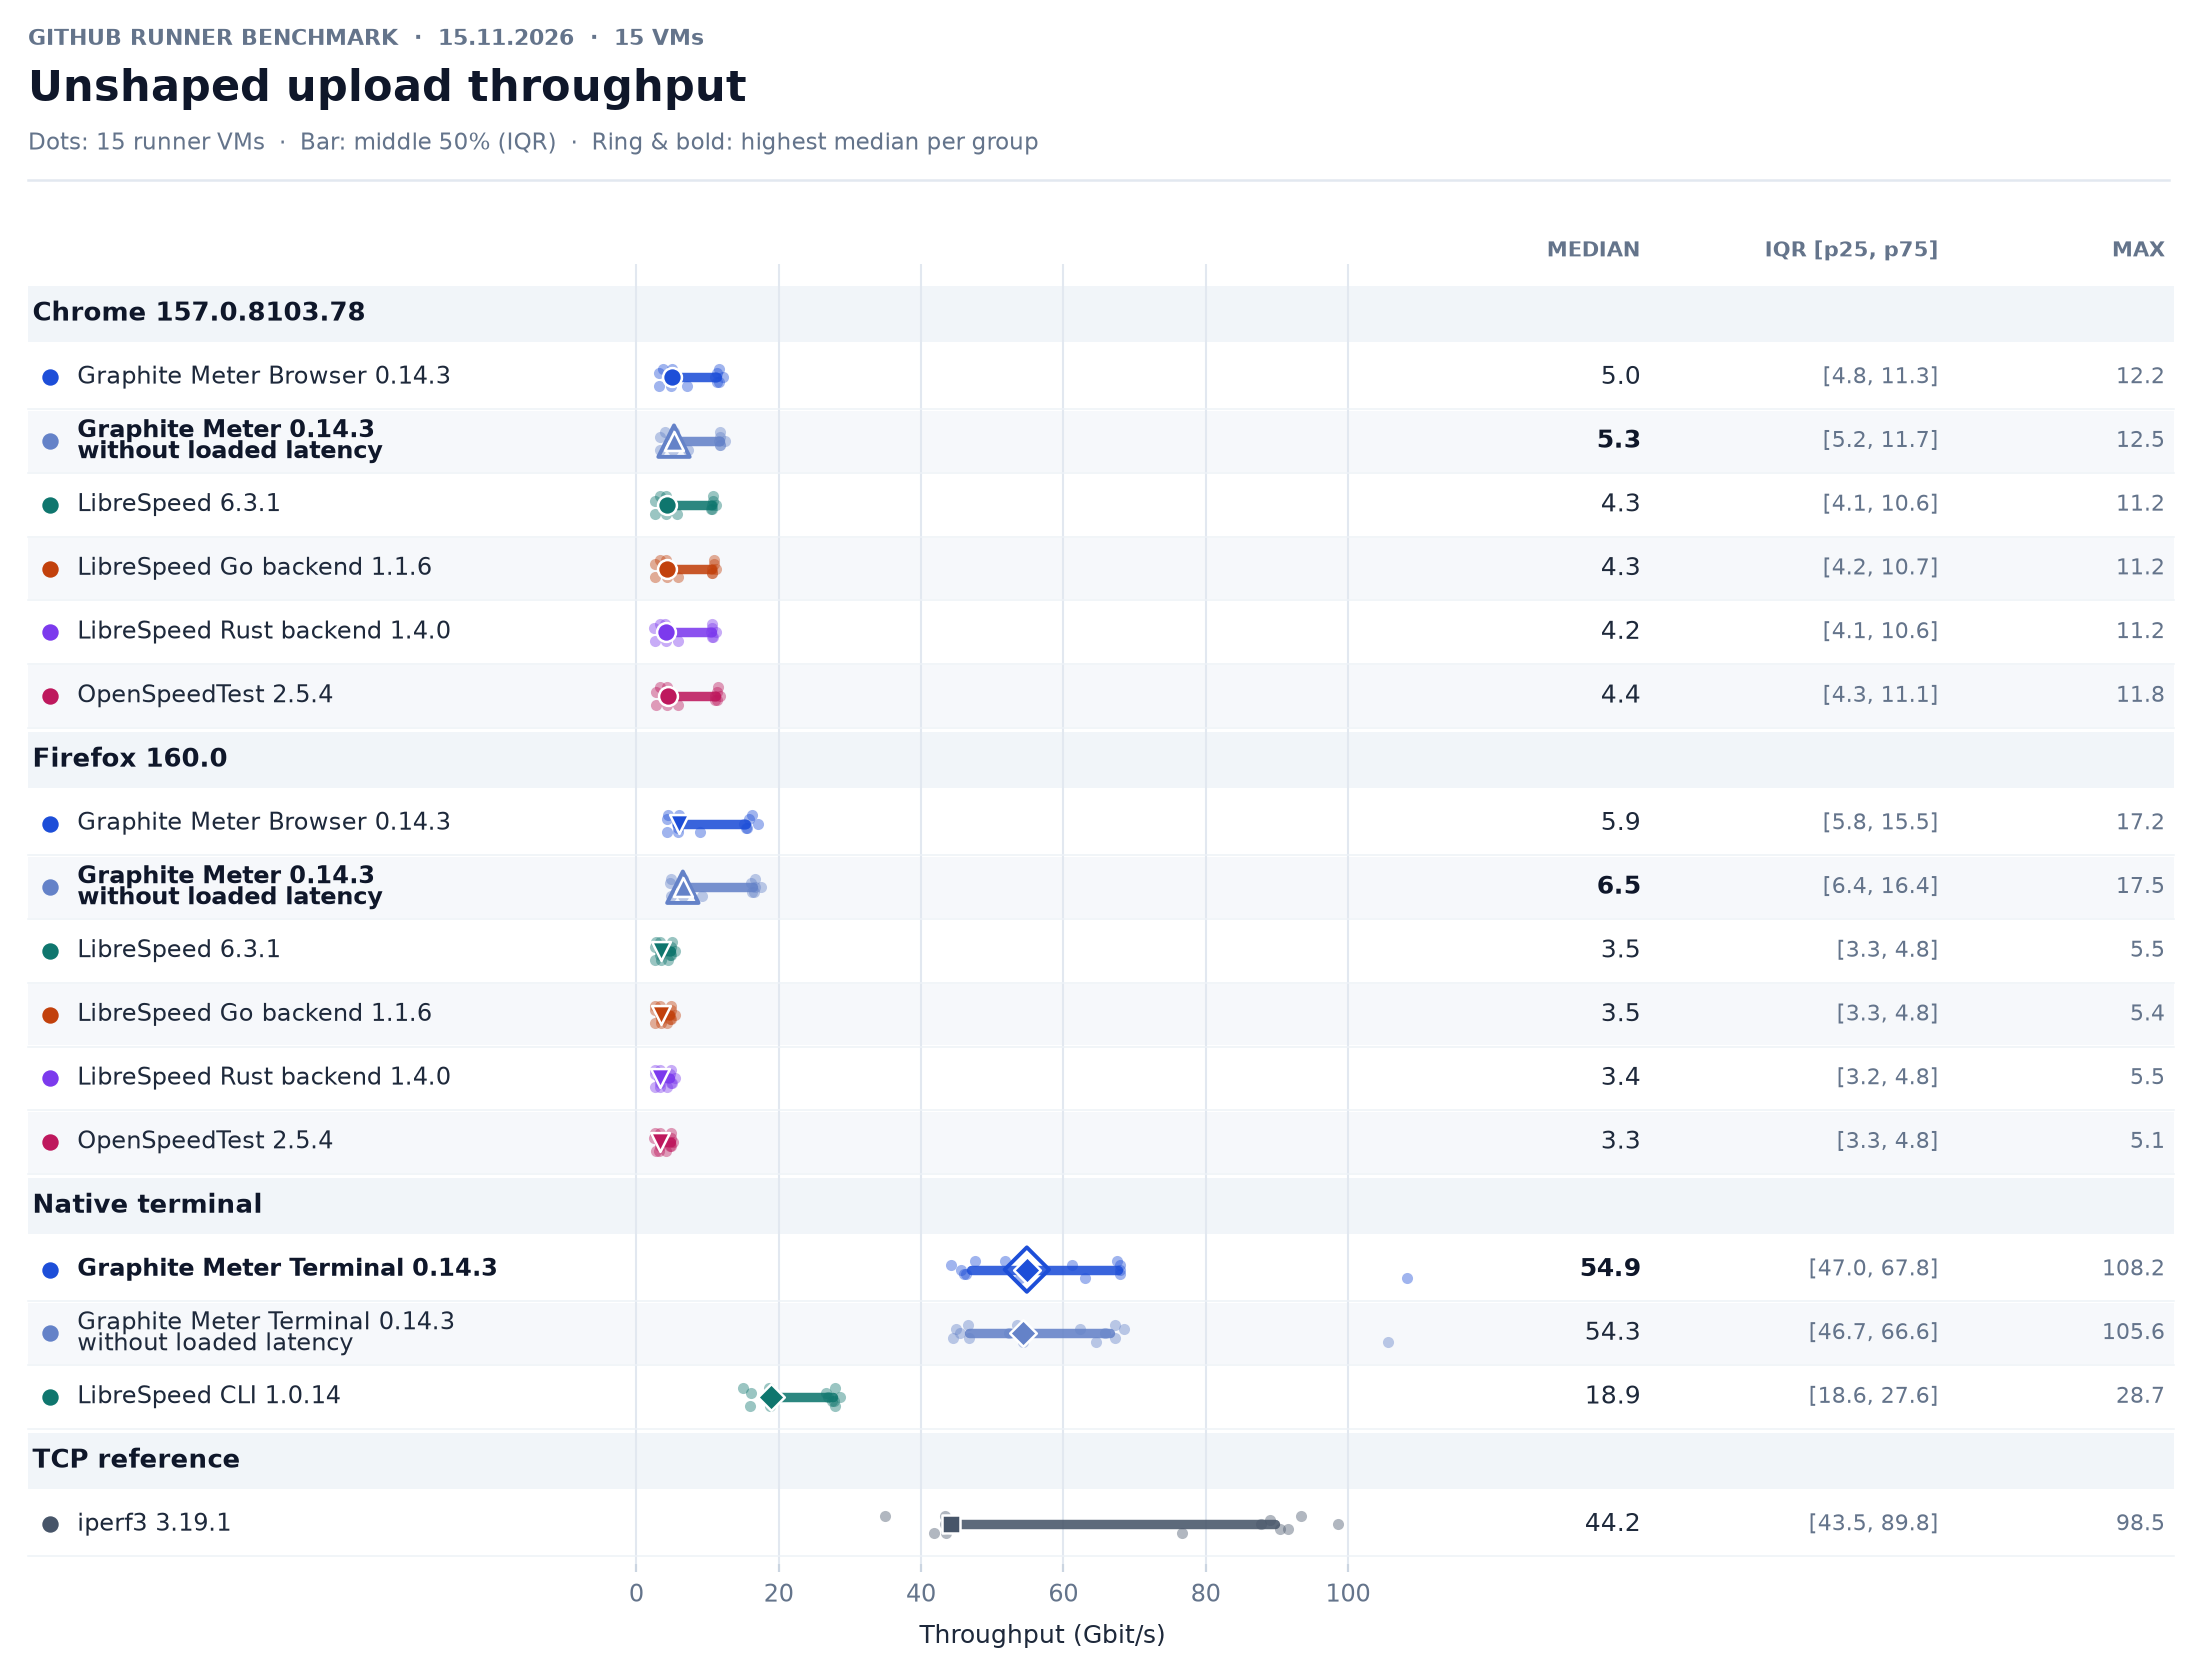 GITHUB RUNNER BENCHMARK · 15.11.2026 · 15 VMs
Unshaped upload throughput
Dots: 15 runner VMs · Bar: middle 50% (IQR) · Ring & bold: highest median per group
MEDIAN IQR [p25, p75] MAX
Chrome 157.0.8103.78
Graphite Meter Browser 0.14.3 5.0 [4.8, 11.3] 12.2
Graphite Meter 0.14.3
without loaded latency 5.3 [5.2, 11.7] 12.5
LibreSpeed 6.3.1 4.3 [4.1, 10.6] 11.2
LibreSpeed Go backend 1.1.6 4.3 [4.2, 10.7] 11.2
LibreSpeed Rust backend 1.4.0 4.2 [4.1, 10.6] 11.2
OpenSpeedTest 2.5.4 4.4 [4.3, 11.1] 11.8
Firefox 160.0
Graphite Meter Browser 0.14.3 5.9 [5.8, 15.5] 17.2
Graphite Meter 0.14.3
without loaded latency 6.5 [6.4, 16.4] 17.5
LibreSpeed 6.3.1 3.5 [3.3, 4.8] 5.5
LibreSpeed Go backend 1.1.6 3.5 [3.3, 4.8] 5.4
LibreSpeed Rust backend 1.4.0 3.4 [3.2, 4.8] 5.5
OpenSpeedTest 2.5.4 3.3 [3.3, 4.8] 5.1
Native terminal
Graphite Meter Terminal 0.14.3 54.9 [47.0, 67.8] 108.2
Graphite Meter Terminal 0.14.3
without loaded latency 54.3 [46.7, 66.6] 105.6
LibreSpeed CLI 1.0.14 18.9 [18.6, 27.6] 28.7
TCP reference
iperf3 3.19.1 44.2 [43.5, 89.8] 98.5
0 20 40 60 80 100
Throughput (Gbit/s)